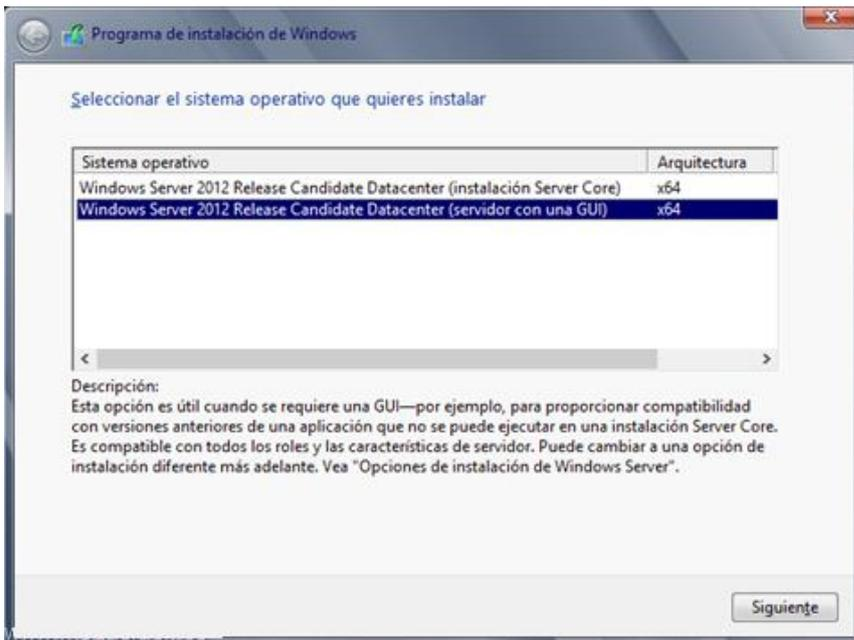 Programa de instalación de Windows
Seleccionar el sistema operativo que quieres instalar
Sistema operativo Arquitectura
Windows Server 2012 Release Candidate Datacenter (instalación Server Core) x64
Windows Server 2012 Release Candidate Datacenter (servidor con una GUI) x64
Descripción:
Esta opción es útil cuando se requiere una GUI—por ejemplo, para proporcionar compatibilidad
con versiones anteriores de una aplicación que no se puede ejecutar en una instalación Server Core.
Es compatible con todos los roles y las características de servidor. Puede cambiar a una opción de
instalación diferente más adelante. Vea "Opciones de instalación de Windows Server".
Siguiente